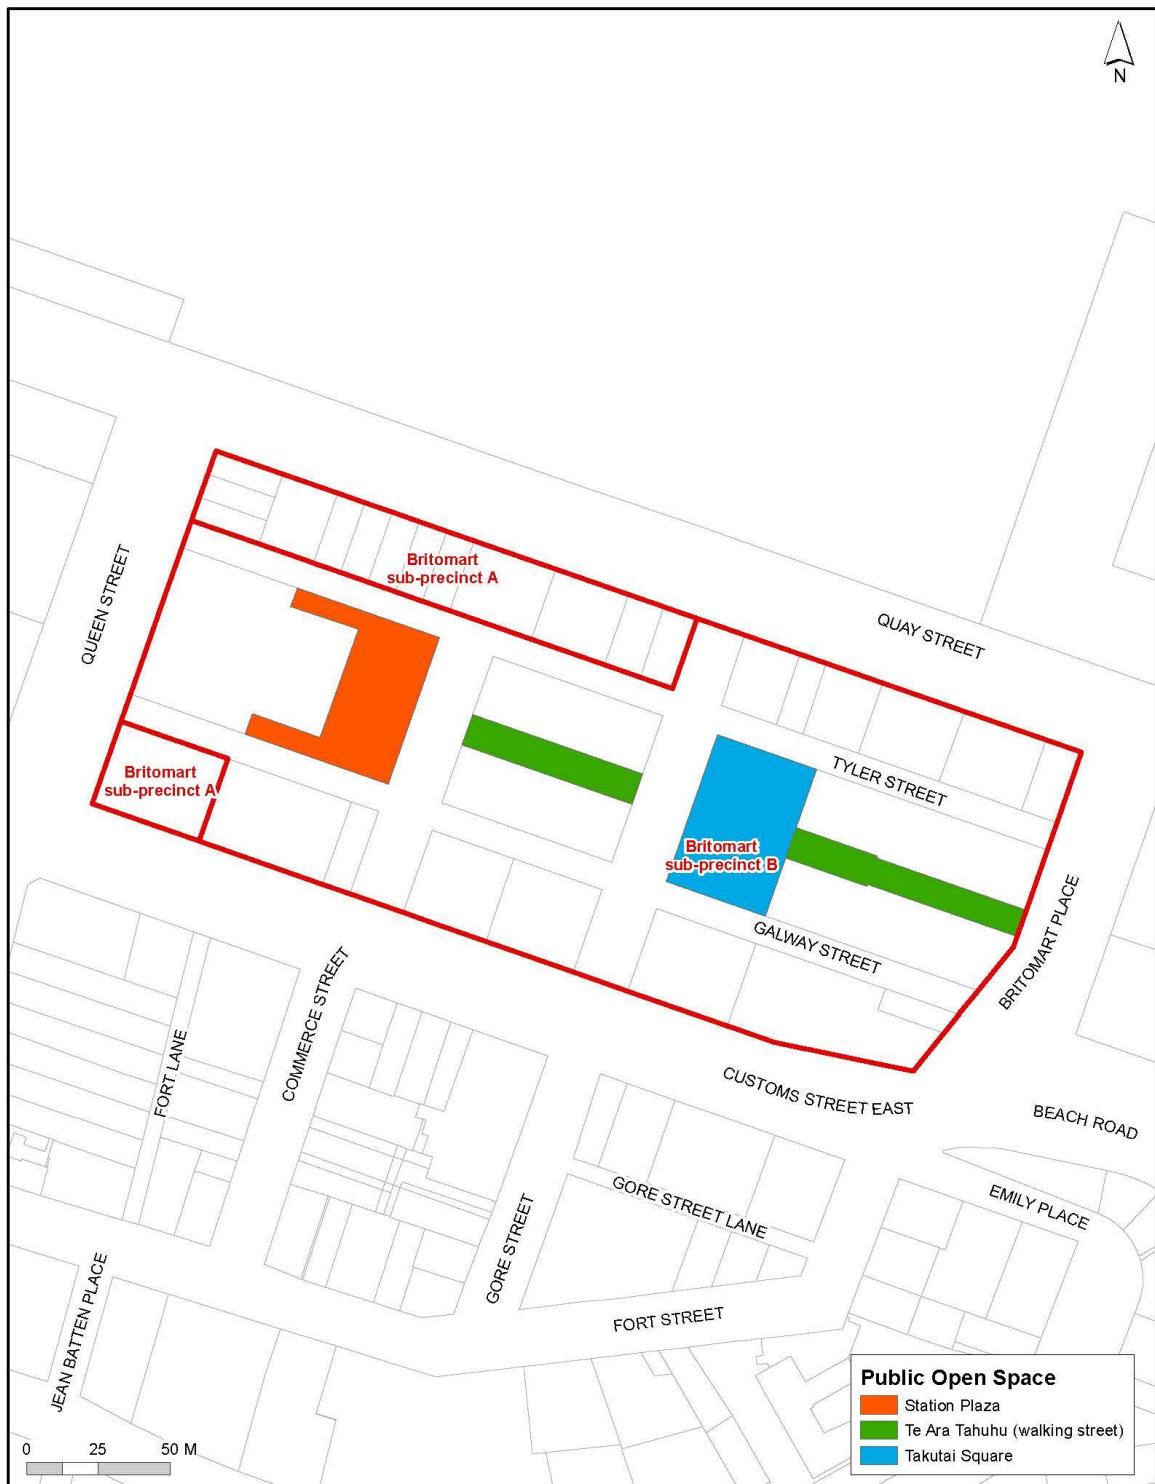 N
Britomart
sub-precinct A
QUEEN STREET
QUAY STREET
Britomart
sub-precinct A
TYLER STREET
Britomart
sub-precinct B
GALWAY STREET
BRITOMART PLACE
COMMERCE STREET
FORT LANE
CUSTOMS STREET EAST
BEACH ROAD
GORE STREET LANE
EMILY PLACE
GORE STREET
FORT STREET
JEAN BATTEN PLACE
Public Open Space
Station Plaza
Te Ara Tahuhu (walking street)
Takutai Square
0 25 50 M